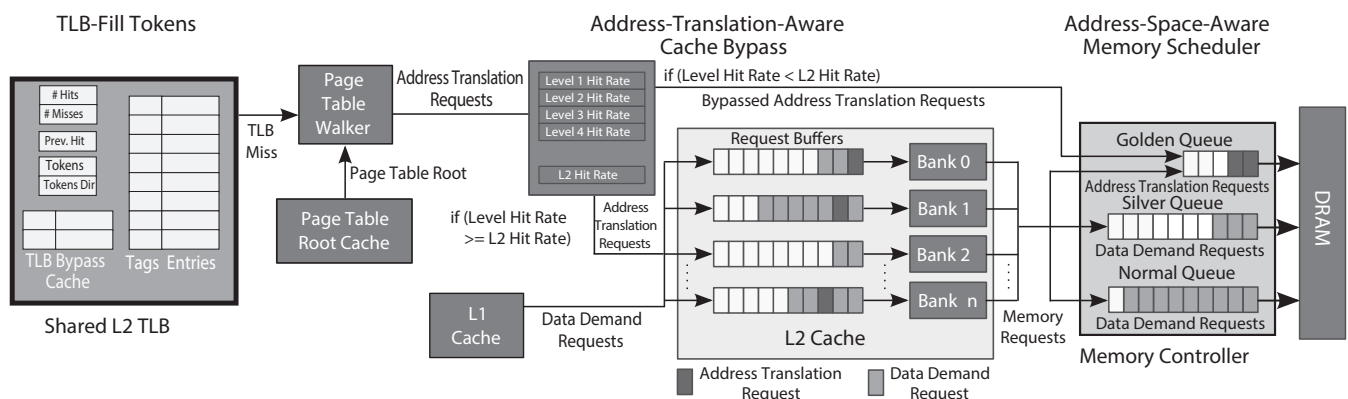 TLB-Fill Tokens
# Hits
# Misses
Prev. Hit
Tokens
Tokens Dir
TLB Bypass
Cache
Tags
Entries
Shared L2 TLB
TLB
Miss
Page
Table
Walker
Page Table Root
Page Table
Root Cache
Address-Translation-Aware
Cache Bypass
Address Translation
Requests
Level 1 Hit Rate
Level 2 Hit Rate
Level 3 Hit Rate
Level 4 Hit Rate
L2 Hit Rate
if (Level Hit Rate < L2 Hit Rate)
Bypassed Address Translation Requests
if (Level Hit Rate
>= L2 Hit Rate)
Address
Translation
Requests
L1
Cache
Data Demand
Requests
Request Buffers
Bank 0
Bank 1
Bank 2
Bank n
L2 Cache
Memory
Requests
Address Translation
Request
Data Demand
Request
Address-Space-Aware
Memory Scheduler
Golden Queue
Address Translation Requests
Silver Queue
Data Demand Requests
Normal Queue
Data Demand Requests
Memory Controller
DRAM